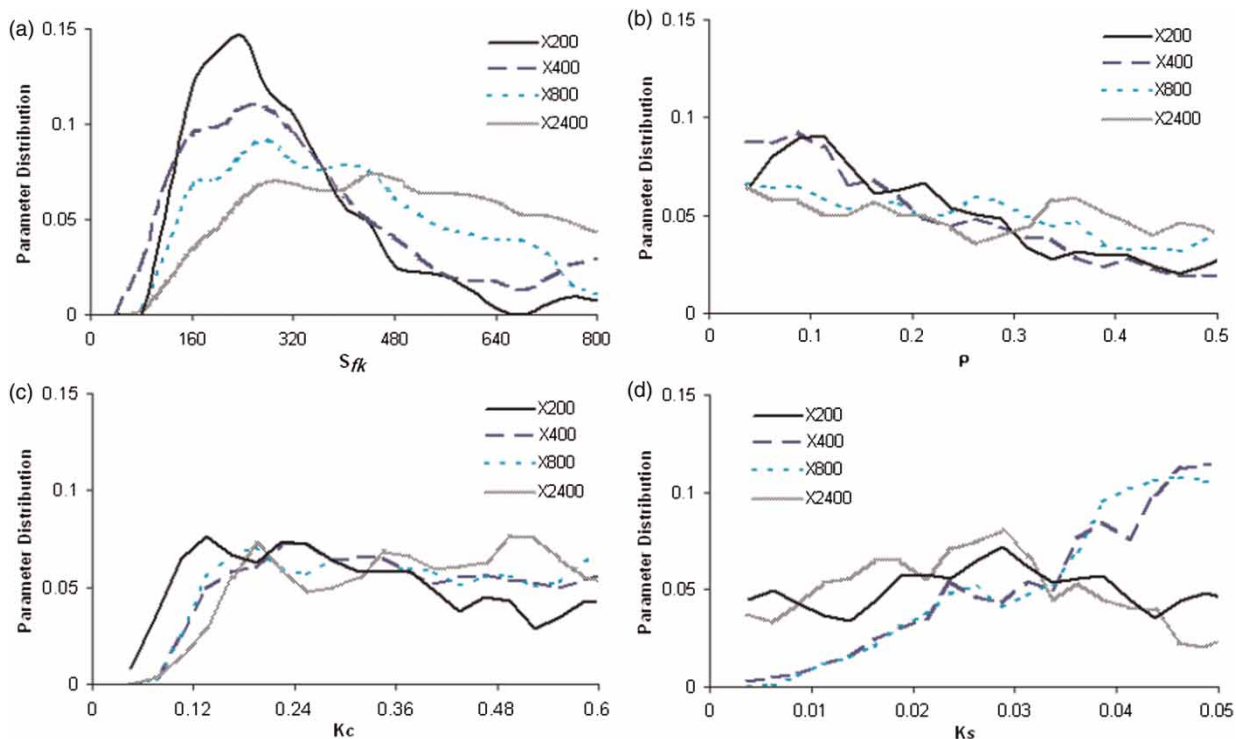 (a)
0.15
0.1
0.05
0
Parameter Distribution
X200
X400
X800
X2400
0 160 320 480 640 800
Sfk
(b)
0.15
0.1
0.05
0
Parameter Distribution
X200
X400
X800
X2400
0 0.1 0.2 0.3 0.4 0.5
P
(c)
0.15
0.1
0.05
0
Parameter Distribution
X200
X400
X800
X2400
0 0.12 0.24 0.36 0.48 0.6
Kc
(d)
0.15
0.1
0.05
0
Parameter Distribution
X200
X400
X800
X2400
0 0.01 0.02 0.03 0.04 0.05
Ks